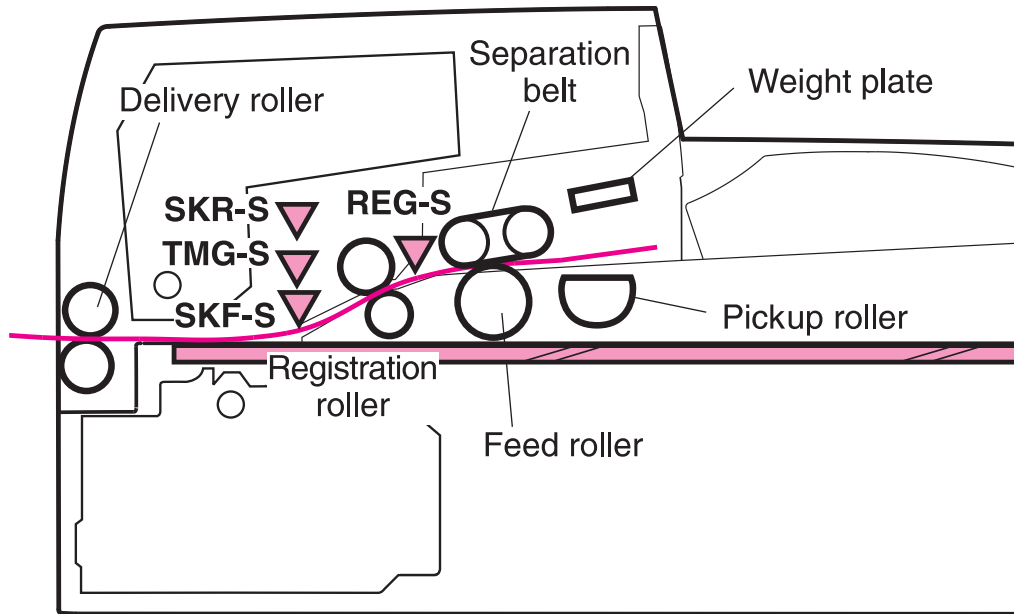 Separation
belt
Weight plate
Delivery roller
SKR-S
REG-S
TMG-S
SKF-S
Pickup roller
Registration
roller
Feed roller